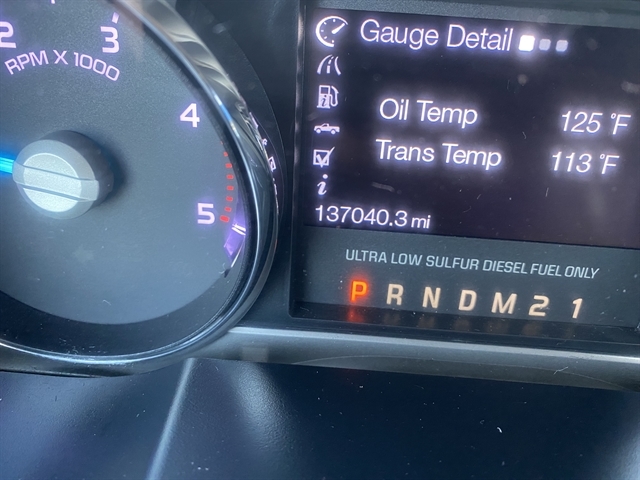 2
3
RPM X 1000
4
5
Gauge Detail
Oil Temp 125 °F
Trans Temp 113 °F
i
137040.3 mi
ULTRA LOW SULFUR DIESEL FUEL ONLY
P R N D M 2 1